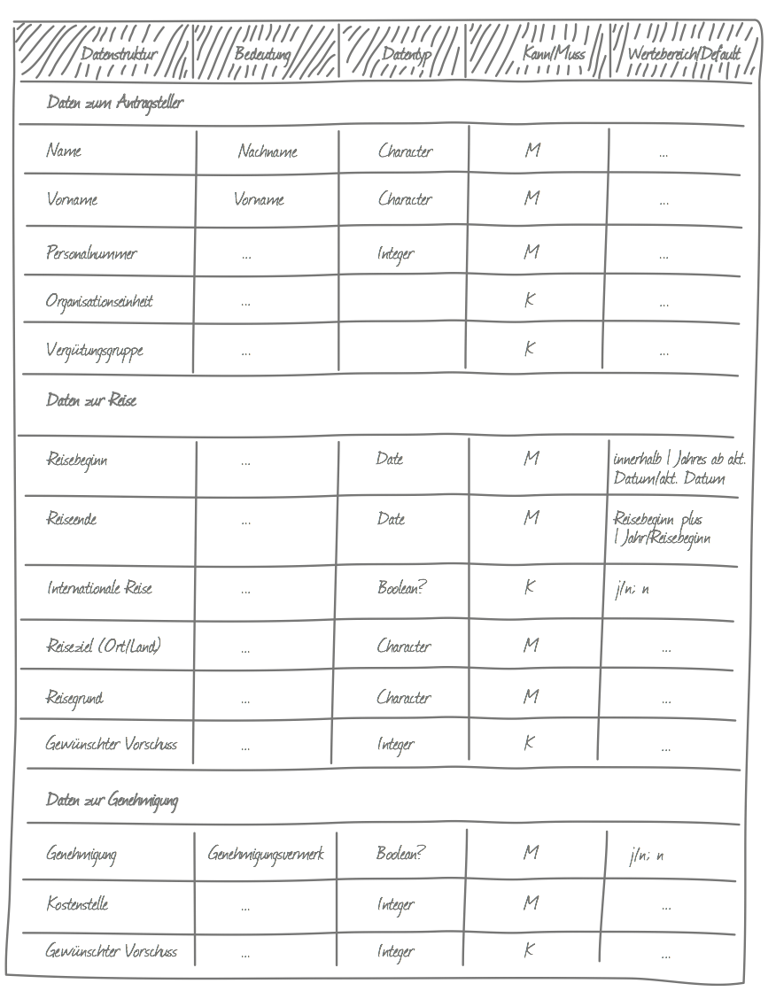 Datenstruktur Bedeutung Datentyp Kann/Muss Wertebereich/Default
Daten zum Antragsteller
Name Nachname Character M ...
Vorname Vorname Character M ...
Personalnummer ... Integer M ...
Organisationseinheit ... K ...
Vergütungsgruppe ... K ...
Daten zur Reise
Reisebeginn ... Date M innerhalb 1 Jahres ab akt.
Datum/akt. Datum
Reiseende ... Date M Reisebeginn plus
1 Jahr/Reisebeginn
Internationale Reise ... Boolean? K j/n; n
Reiseziel (Ort/Land) ... Character M ...
Reisegrund ... Character M ...
Gewünschter Vorschuss ... Integer K ...
Daten zur Genehmigung
Genehmigung Genehmigungsvermerk Boolean? M j/n; n
Kostenstelle ... Integer M ...
Gewünschter Vorschuss ... Integer K ...